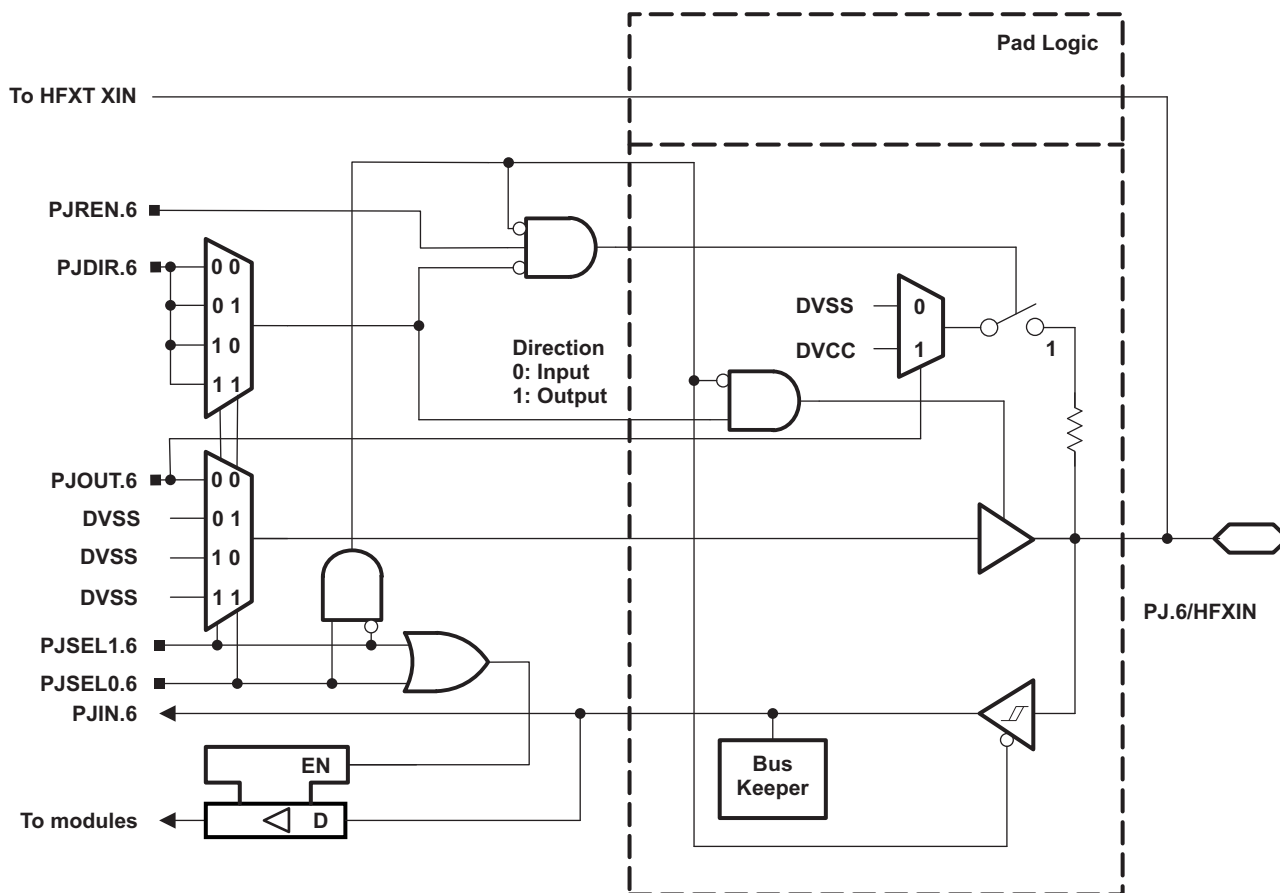 Pad Logic
To HFXT XIN
PJREN.6
PJDIR.6
0 0
0 1
1 0
1 1
DVSS
0
DVCC
1
1
Direction
0: Input
1: Output
PJOUT.6
0 0
DVSS
0 1
DVSS
1 0
DVSS
1 1
PJ.6/HFXIN
PJSEL1.6
PJSEL0.6
PJIN.6
EN
Bus
Keeper
To modules
D